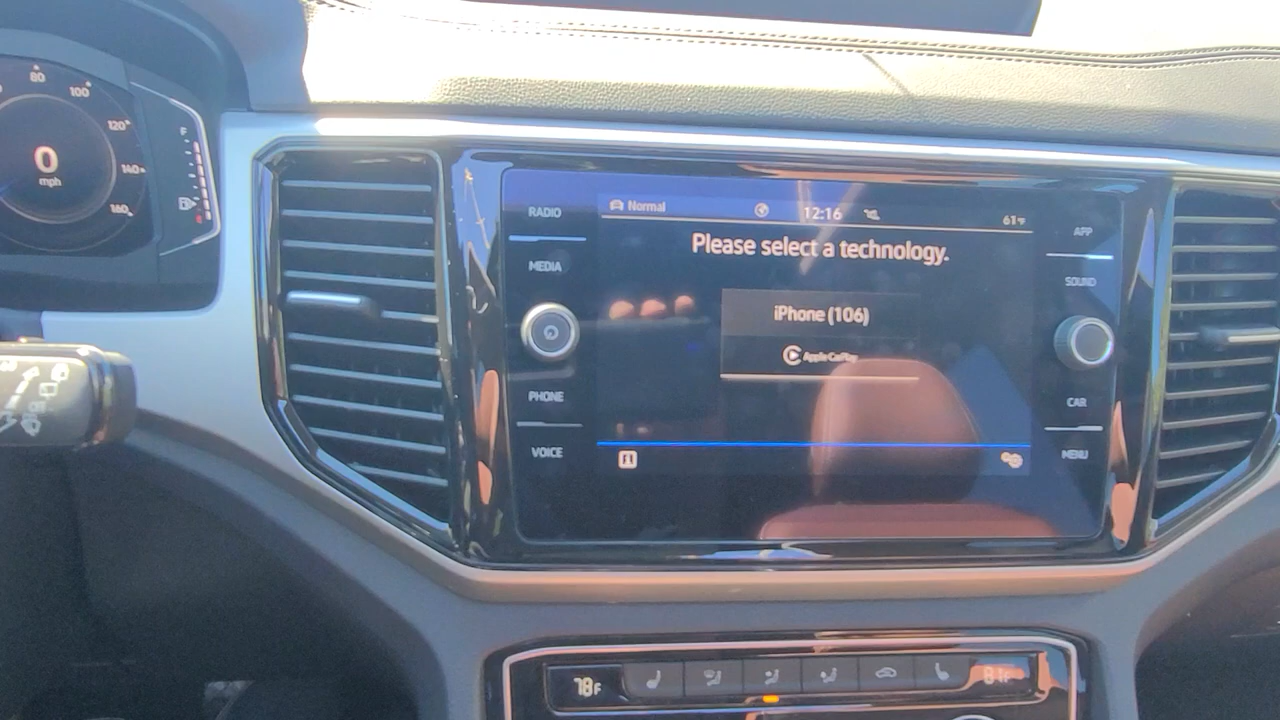 80
100
120
140
160
0
mph
F
RADIO
MEDIA
PHONE
VOICE
Normal
12:16
61°F
Please select a technology.
iPhone (106)
Apple CarPlay
APP
SOUND
CAR
MENU
78F
81F